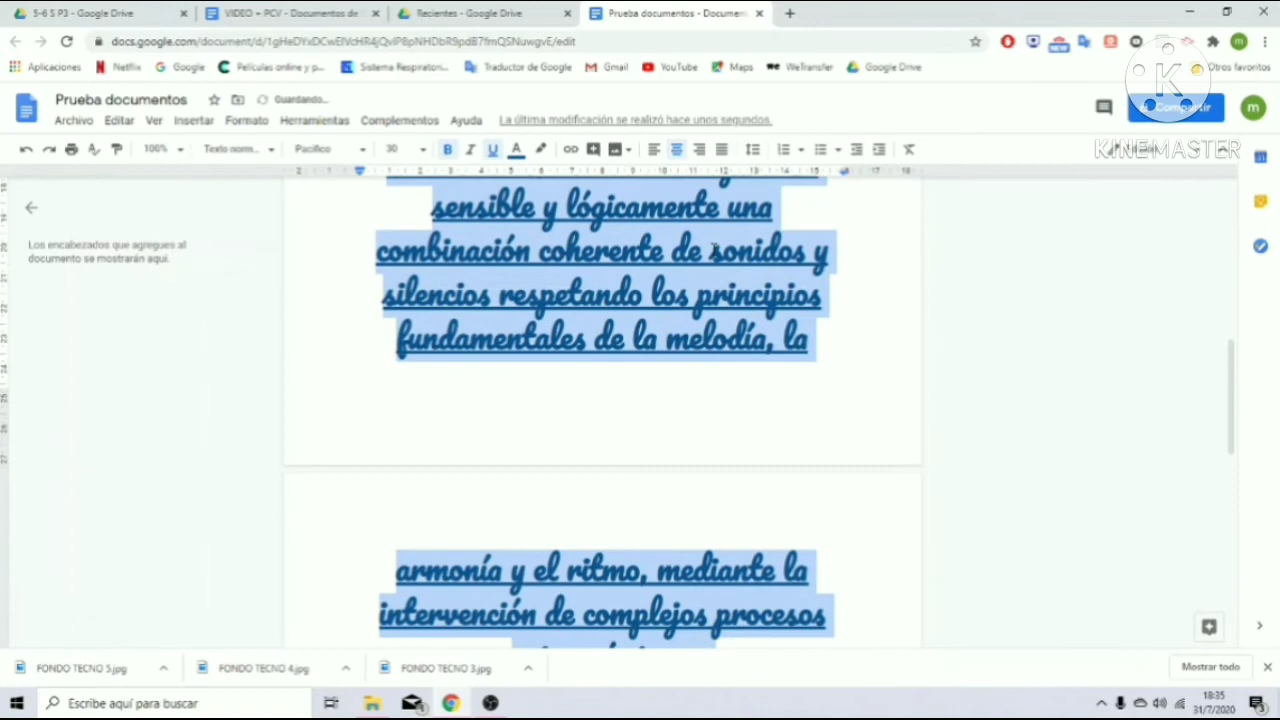 5-6 S P3 - Google Drive
VIDEO + PCV - Documentos de
Recientes - Google Drive
Prueba documentos - Documen
docs.google.com/document/d/
Aplicaciones
Netflix
Google
Películas online y p...
Sistema Respiraton...
Traductor de Google
Gmail
YouTube
Maps
WeTransfer
Google Drive
Otros favoritos
NEW
K
KINEMASTER
Prueba documentos
Guardando...
Archivo Editar Ver Insertar Formato Herramientas Complementos Ayuda
La última modificación se realizó hace unos segundos.
Compartir
m
100%
Texto norm...
Pacifico
30
B I U A
Los encabezados que agregues al
documento se mostrarán aquí.
sensible y lógicamente una
combinación coherente de sonidos y
silencios respetando los principios
fundamentales de la melodía, la
armonía y el ritmo, mediante la
intervención de complejos procesos
FONDO TECNO 5.jpg
FONDO TECNO 4.jpg
FONDO TECNO 3.jpg
Mostrar todo
Escribe aquí para buscar
18:35
31/7/2020